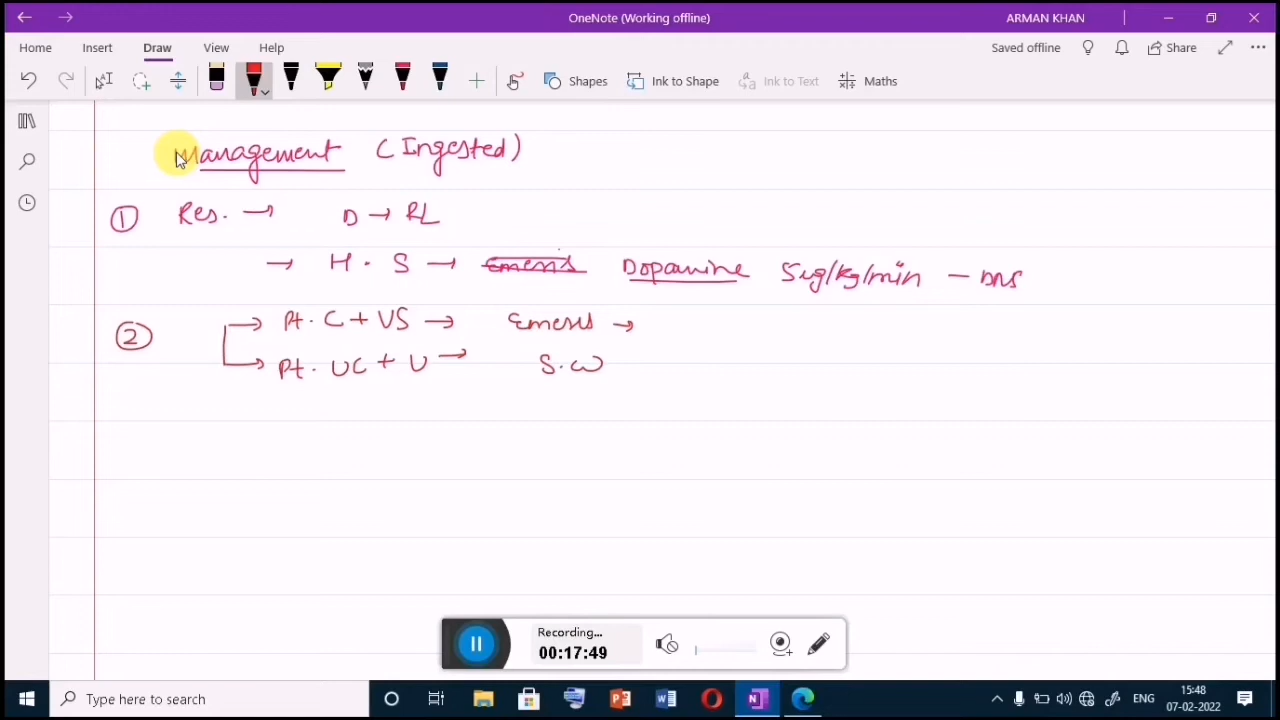 OneNote (Working offline)
ARMAN KHAN
Home Insert Draw View Help
Saved offline
Share
Shapes
Ink to Shape
Ink to Text
Maths
Management (Ingested)
① Res. → D → RL
→ H. S → Emesis Dopamine 5ug/kg/min - DNS
② → Pt. C + VS → Emesis →
→ Pt. UC + U → S.W
Recording...
00:17:49
Type here to search
ENG
15:48
07-02-2022